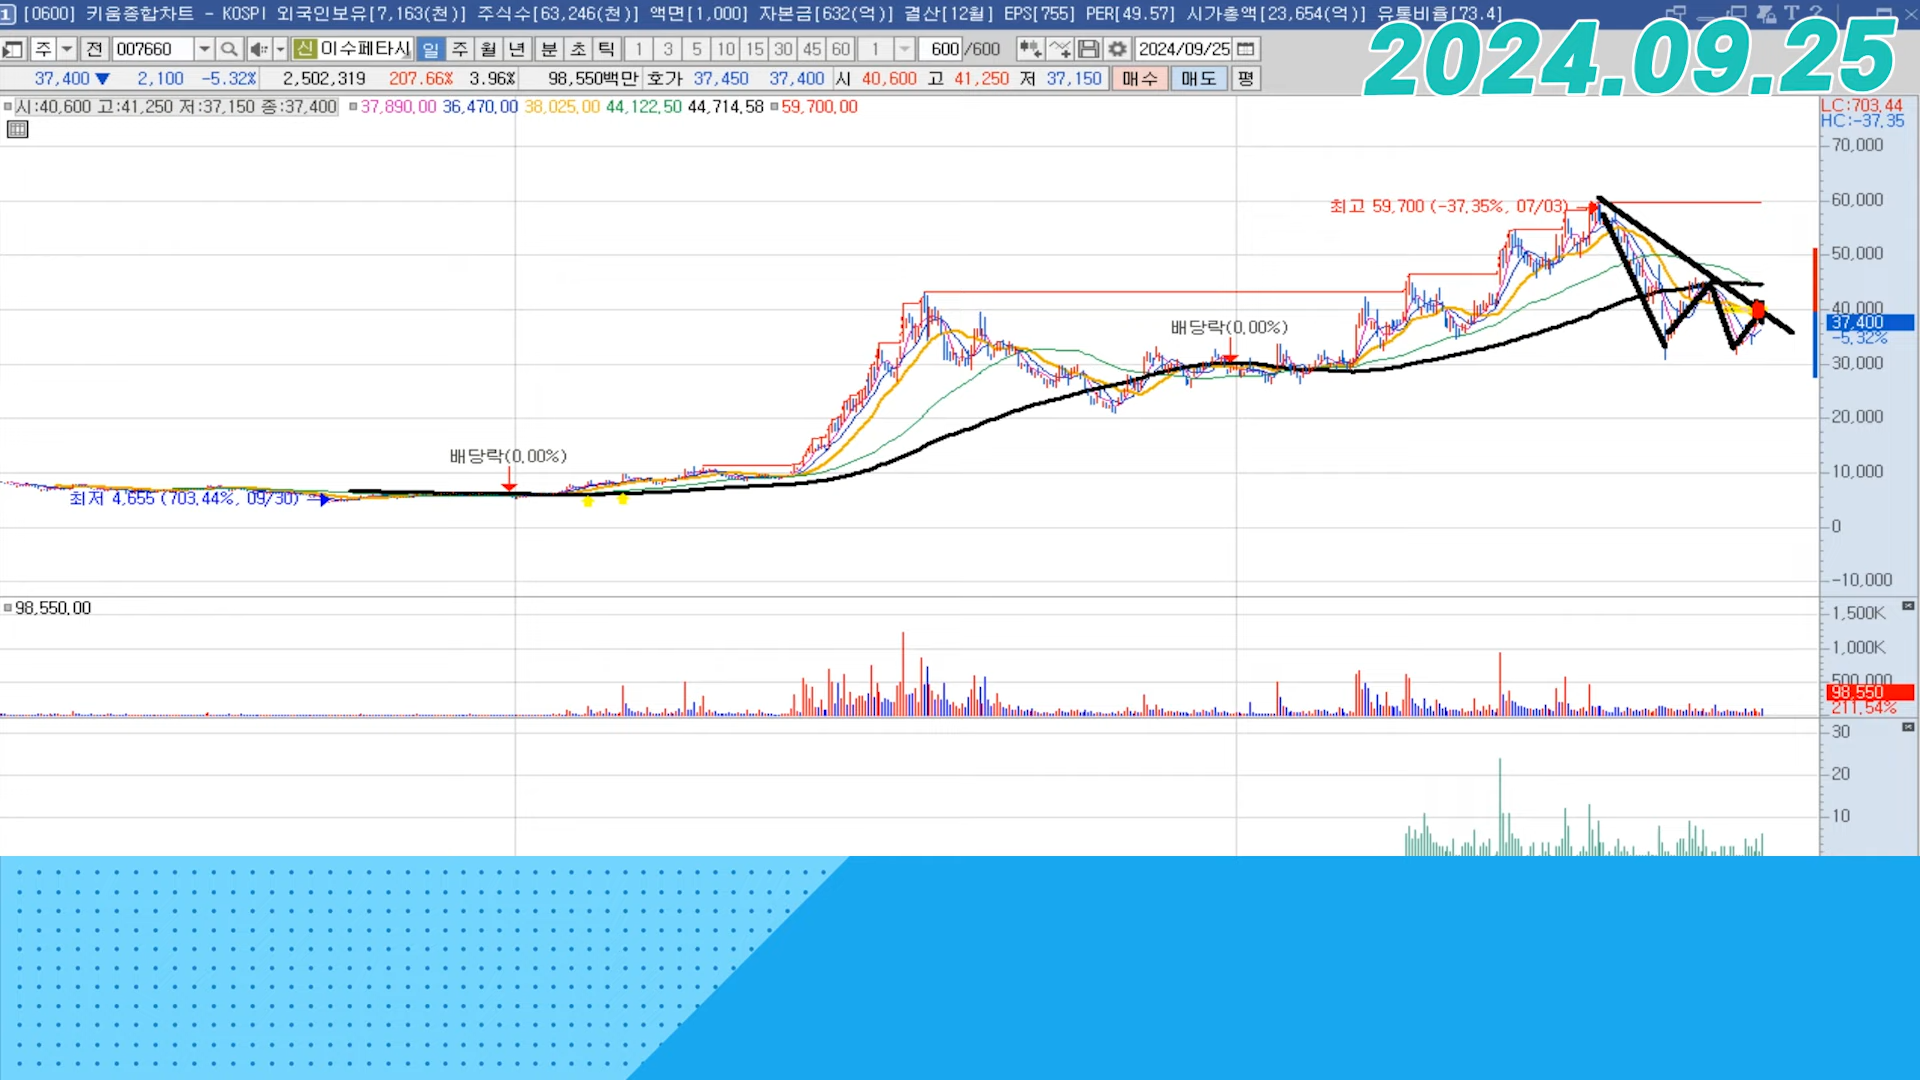 1 [0600] 키움종합차트 - KOSPI 외국인보유[7,163(천)] 주식수[63,246(천)] 액면[1,000] 자본금[632(억)] 결산[12월] EPS[755] PER[49.57] 시가총액[23,654(억)] 유통비율[73.4] T ?
2024.09.25
주 전 007660 신 이수페타시 일 주 월 년 분 초 틱 1 3 5 10 15 30 45 60 1 600 /600 2024/09/25
37,400 ▼ 2,100 -5.32% 2,502,319 207.66% 3.96% 98,550백만 호가 37,450 37,400 시 40,600 고 41,250 저 37,150 매수 매도 평
시:40,600 고:41,250 저:37,150 종:37,400 37,890.00 36,470.00 38,025.00 44,122.50 44,714.58 59,700.00
LC:703.44
HC:-37.35
70,000
최고 59,700 (-37.35%, 07/03)
60,000
50,000
40,000
배당락(0.00%)
37,400
-5.32%
30,000
20,000
배당락(0.00%)
10,000
최저 4,655 (703.44%, 09/30)
0
-10,000
98,550.00
1,500K
1,000K
500,000
98,550
211.54%
30
20
10